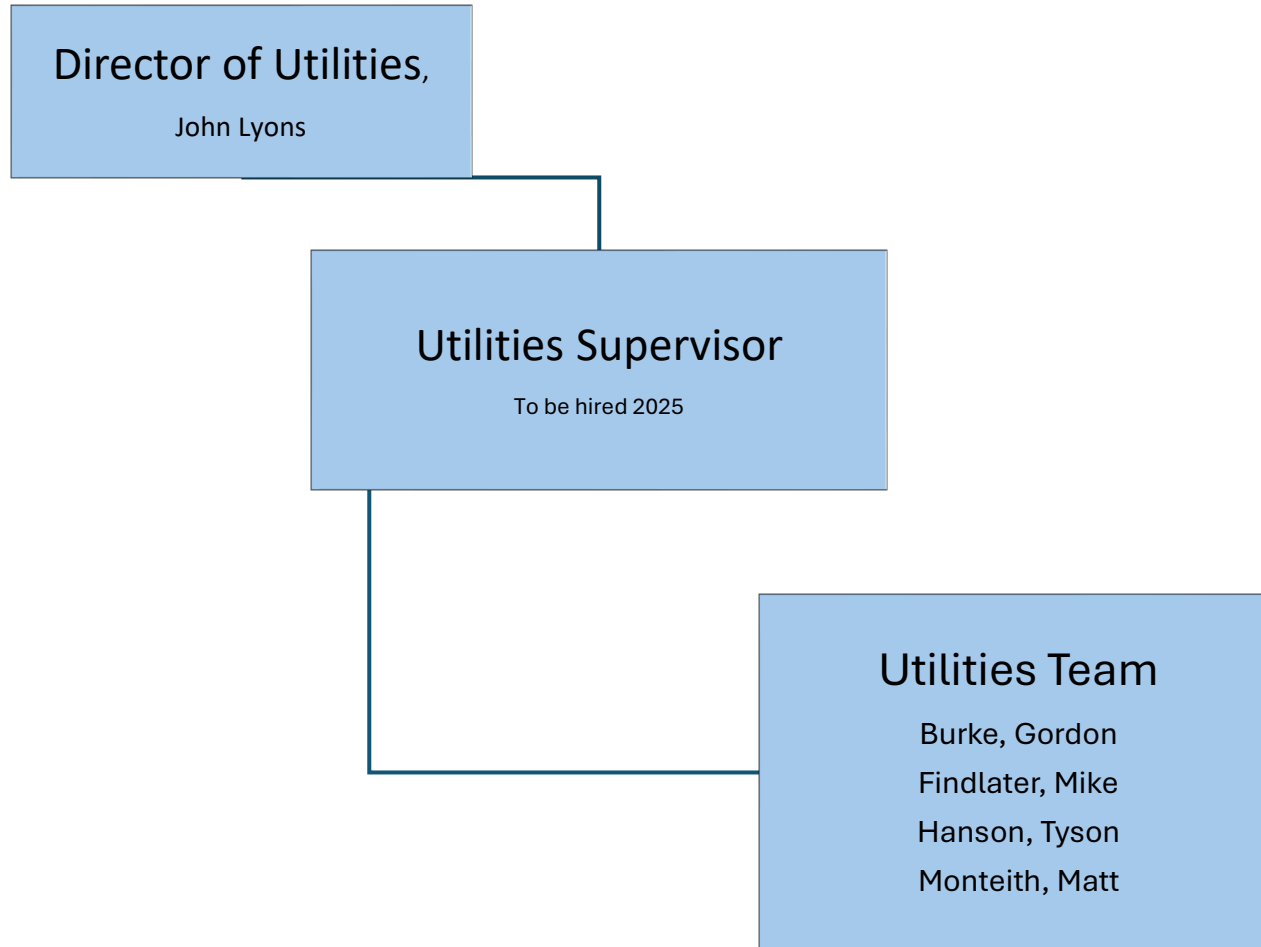 Director of Utilities,
John Lyons
Utilities Supervisor
To be hired 2025
Utilities Team
Burke, Gordon
Findlater, Mike
Hanson, Tyson
Monteith, Matt